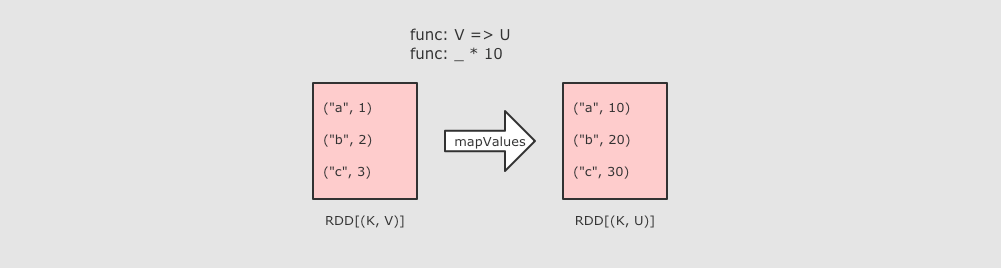 func: V => U
func: _ * 10
("a", 1)
("b", 2)
("c", 3)
mapValues
("a", 10)
("b", 20)
("c", 30)
RDD[(K, V)]
RDD[(K, U)]